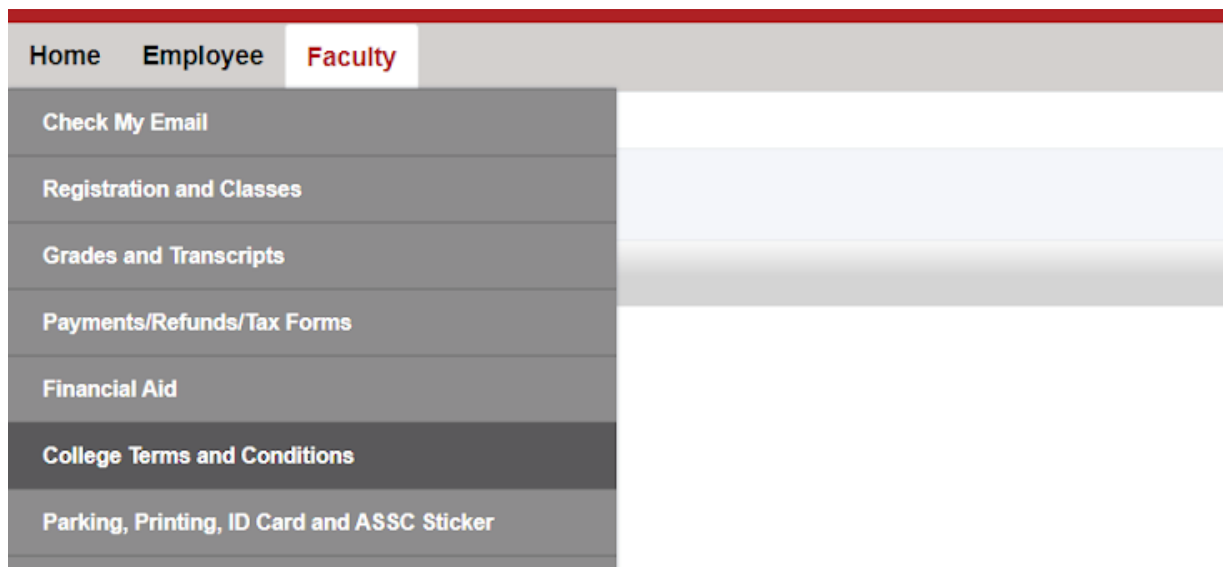 Home Employee Faculty
Check My Email
Registration and Classes
Grades and Transcripts
Payments/Refunds/Tax Forms
Financial Aid
College Terms and Conditions
Parking, Printing, ID Card and ASSC Sticker